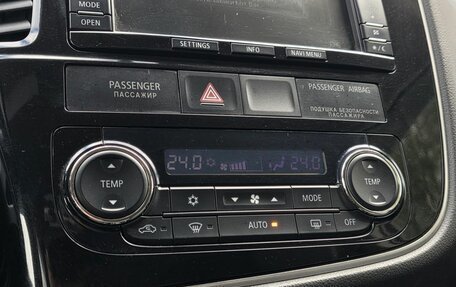 MODE
OPEN
SETTINGS INFO NAVI MENU
PASSENGER
ПАССАЖИР
PASSENGER AIRBAG
ПОДУШКА БЕЗОПАСНОСТИ
ПАССАЖИРА
24.0 24.0
TEMP
TEMP
MODE
AUTO
OFF